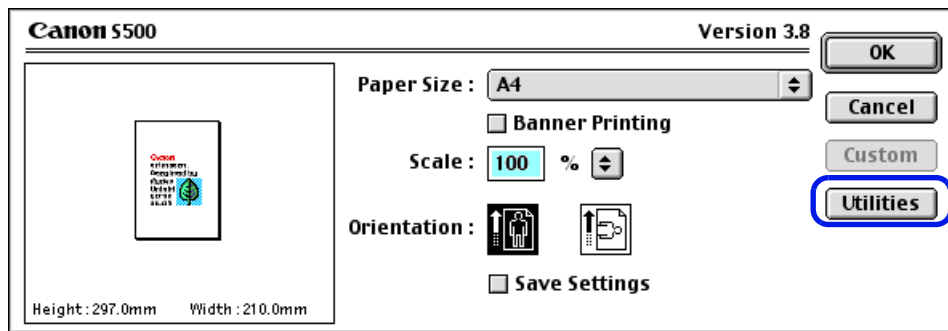 Canon S500
Version 3.8
OK
Paper Size : A4
Cancel
Banner Printing
Custom
Scale : 100 %
Utilities
Orientation :
Save Settings
Canon
Height : 297.0mm Width : 210.0mm